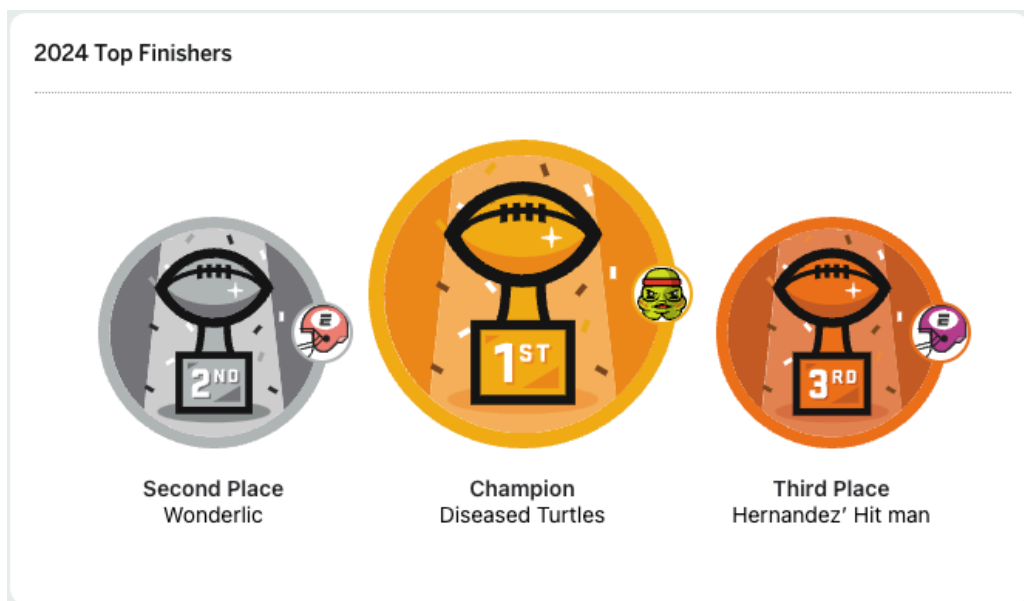 2024 Top Finishers
2ND
1ST
3RD
Second Place
Wonderlic
Champion
Diseased Turtles
Third Place
Hernandez’ Hit man